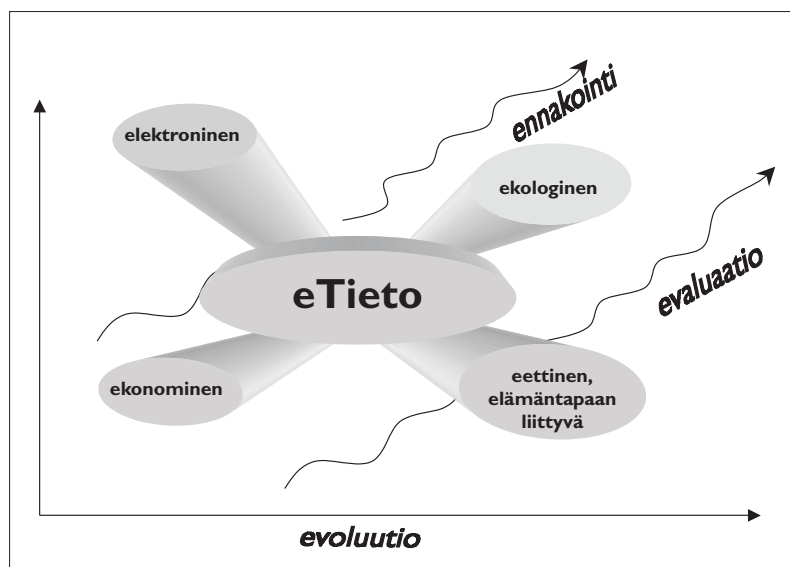 ennakointi
elektroninen
ekologinen
evaluaatio
eTieto
ekonominen
eettinen,
elämäntapaan
liittyvä
evoluutio